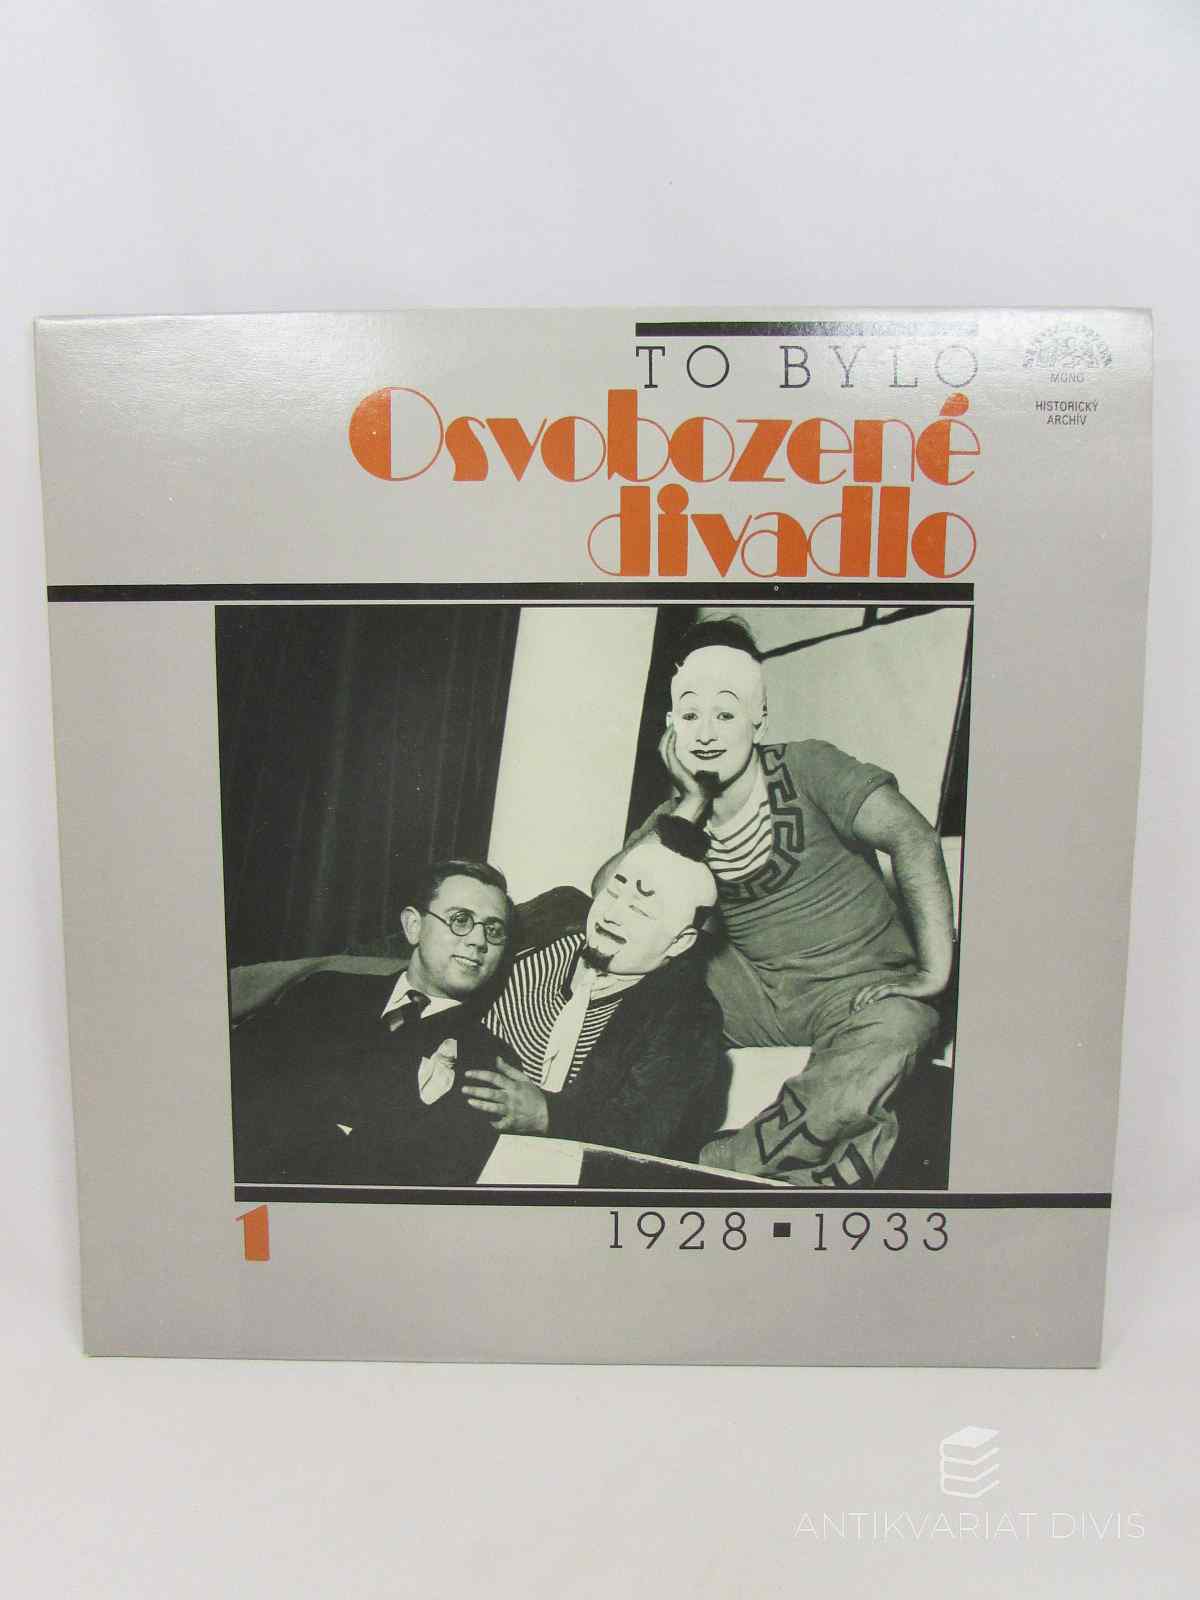 TO BYLO
Osvobozené
divadlo
MONO
HISTORICKÝ
ARCHÍV
1
1928 ▪ 1933
ANTIKVARIAT DIVIS